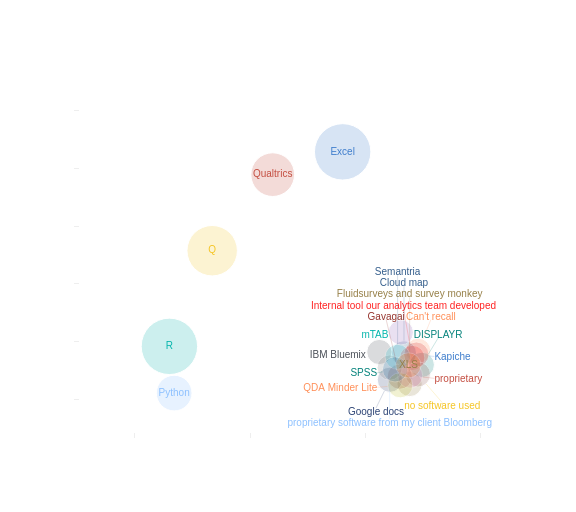 Excel
Qualtrics
Q
Semantria
Cloud map
Fluidsurveys and survey monkey
Internal tool our analytics team developed
Gavagai Can't recall
mTAB DISPLAYR
R
IBM Bluemix Kapiche
XLS
SPSS proprietary
QDA Minder Lite
Python
no software used
Google docs
proprietary software from my client Bloomberg